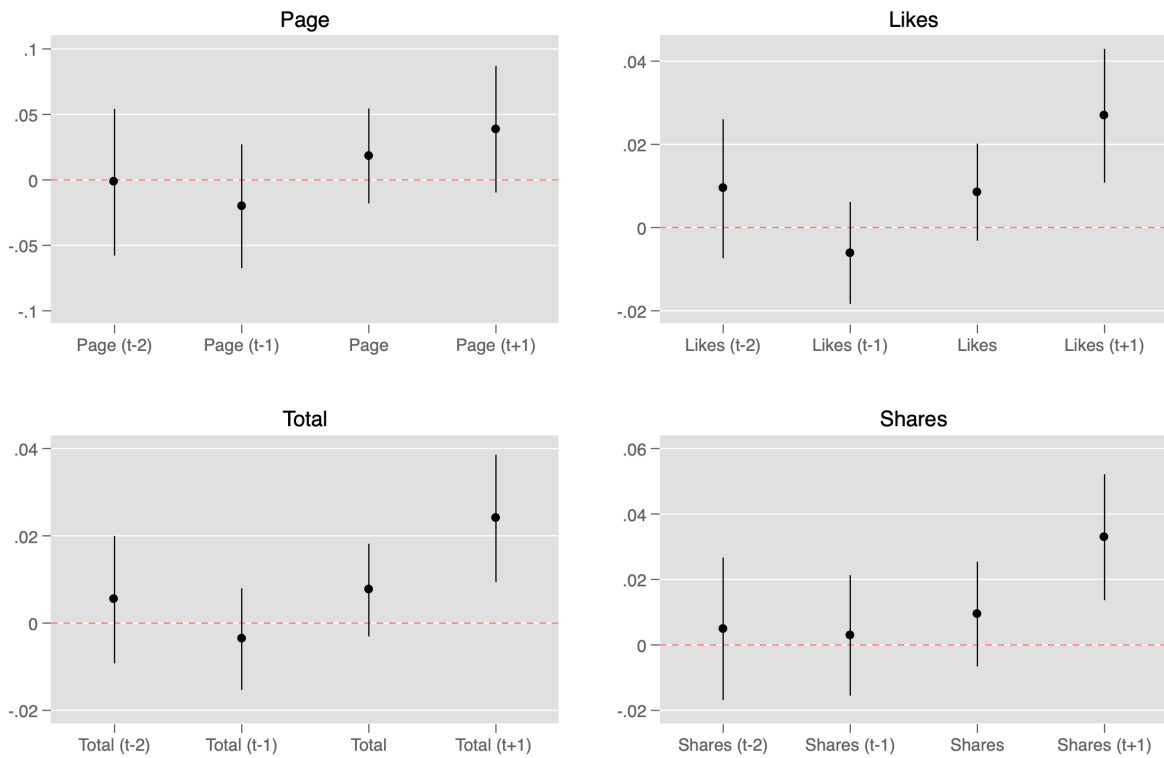 Page
.1
.05
0
-.05
-.1
Page (t-2) Page (t-1) Page Page (t+1)
Likes
.04
.02
0
-.02
Likes (t-2) Likes (t-1) Likes Likes (t+1)
Total
.04
.02
0
-.02
Total (t-2) Total (t-1) Total Total (t+1)
Shares
.06
.04
.02
0
-.02
Shares (t-2) Shares (t-1) Shares Shares (t+1)